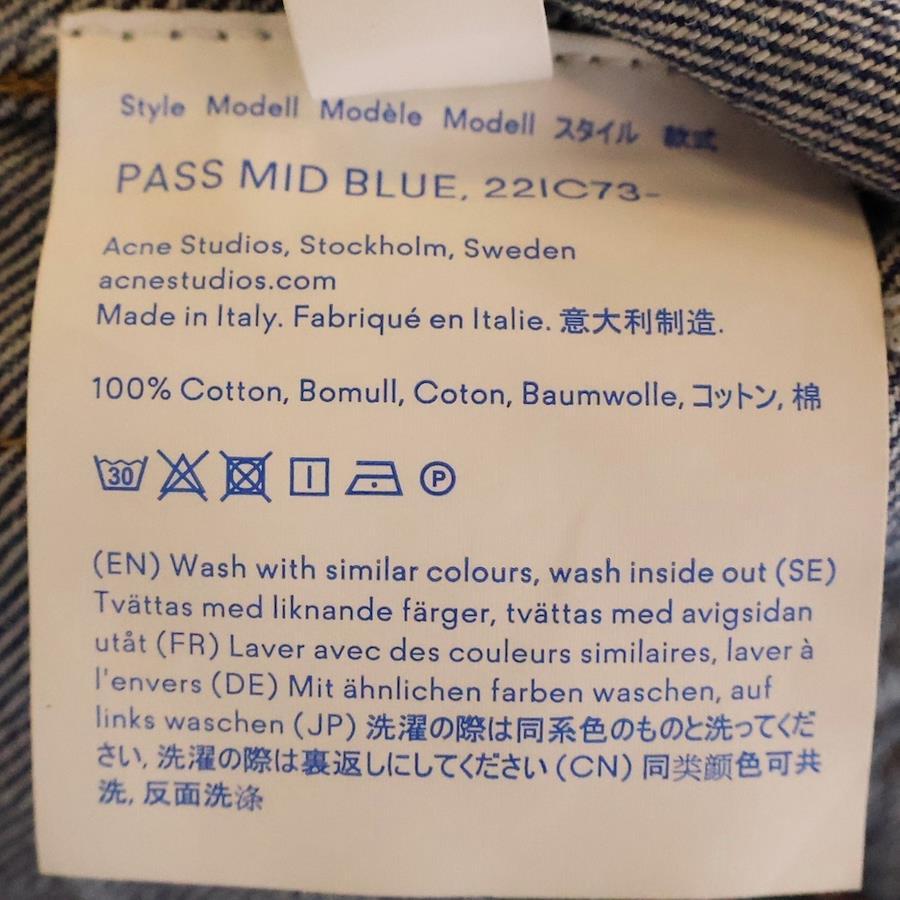 Style Modell Modèle Modell スタイル 款式
PASS MID BLUE, 221C73-
Acne Studios, Stockholm, Sweden
acnestudios.com
Made in Italy. Fabriqué en Italie. 意大利制造.
100% Cotton, Bomull, Coton, Baumwolle, コットン, 棉
30 P
(EN) Wash with similar colours, wash inside out (SE)
Tvättas med liknande färger, tvättas med avigsidan
utåt (FR) Laver avec des couleurs similaires, laver à
l'envers (DE) Mit ähnlichen farben waschen, auf
links waschen (JP) 洗濯の際は同系色のものと洗ってくだ
さい, 洗濯の際は裏返しにしてください (CN) 同类颜色可共
洗, 反面洗涤